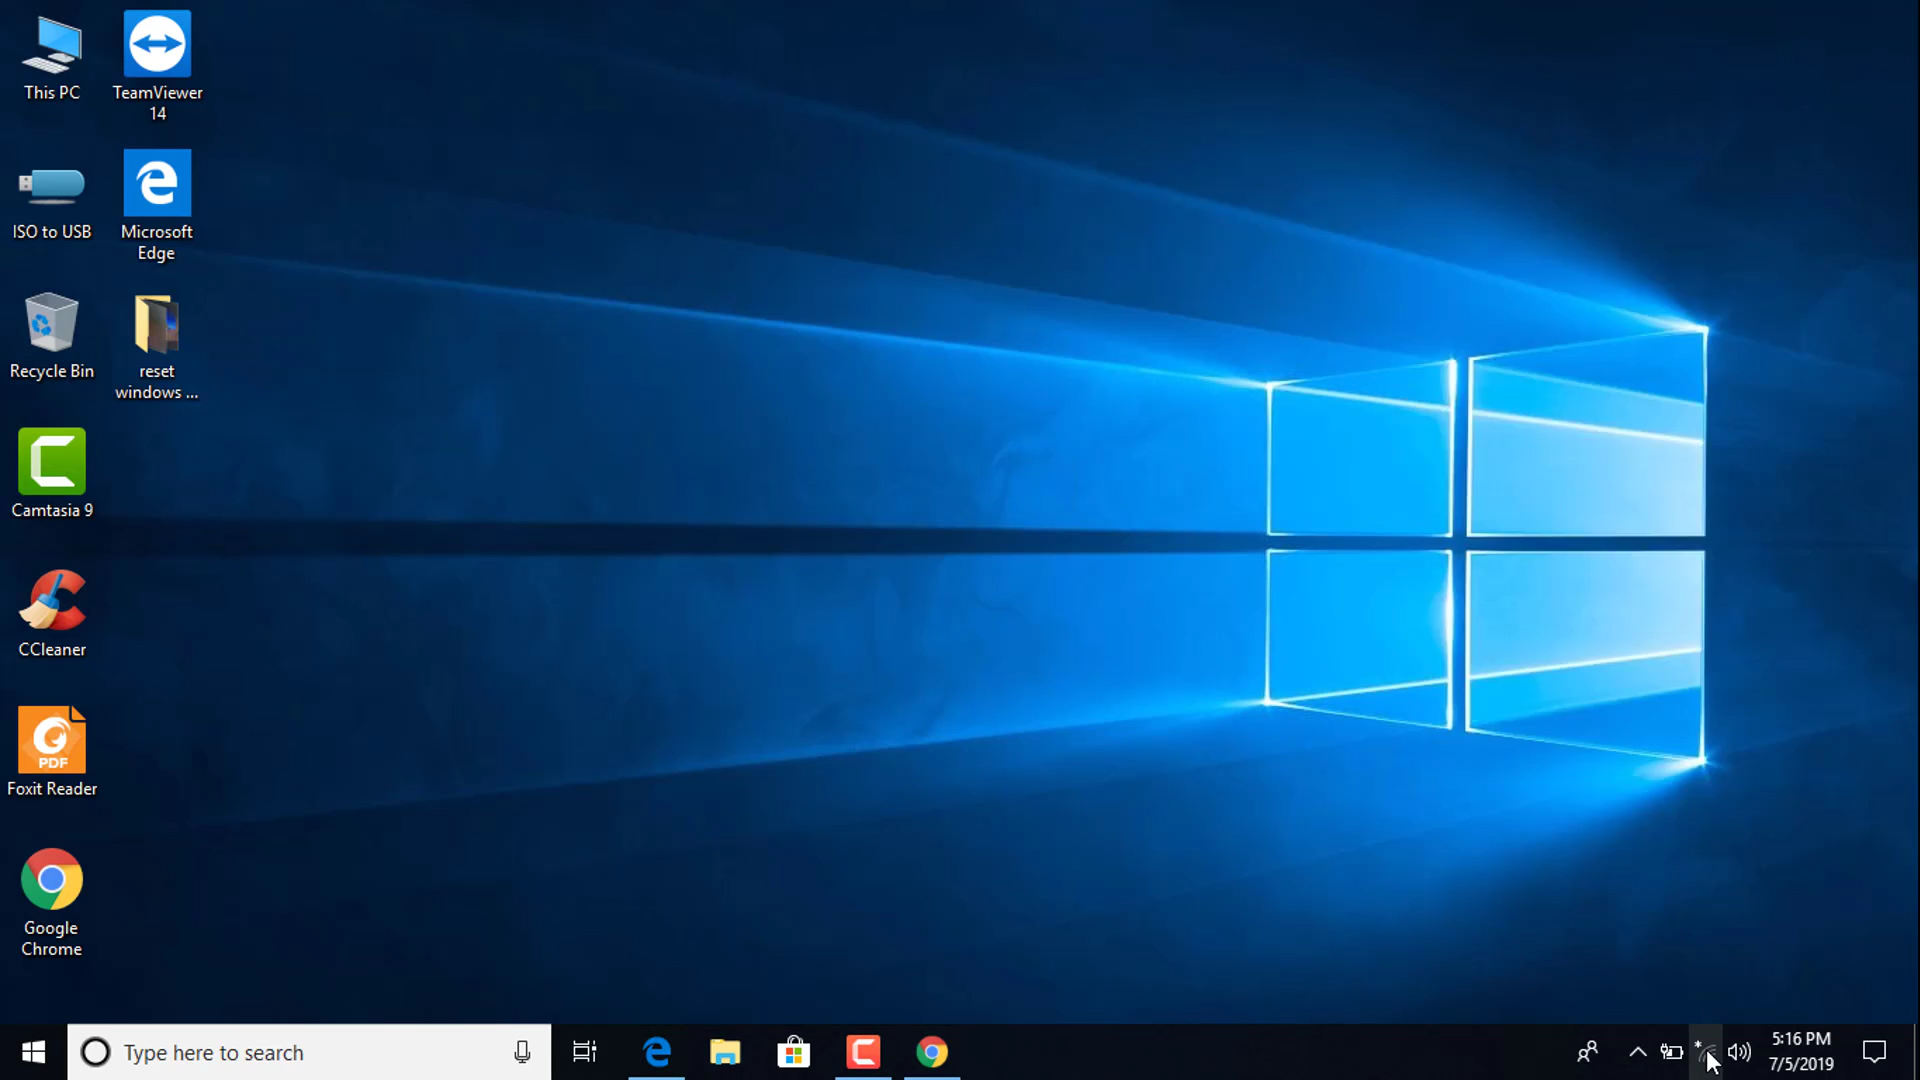 This PC
TeamViewer
14
ISO to USB
Microsoft
Edge
Recycle Bin
reset
windows ...
Camtasia 9
CCleaner
PDF
Foxit Reader
Google
Chrome
Type here to search
5:16 PM
7/5/2019